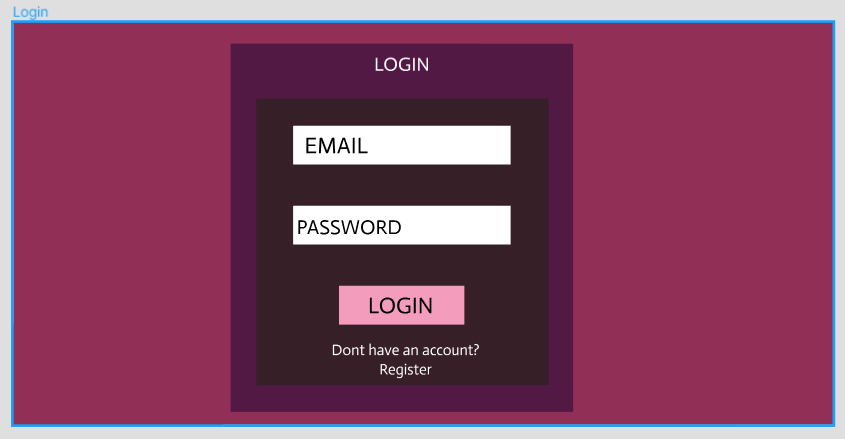 Login
LOGIN
EMAIL
PASSWORD
LOGIN
Dont have an account?
Register